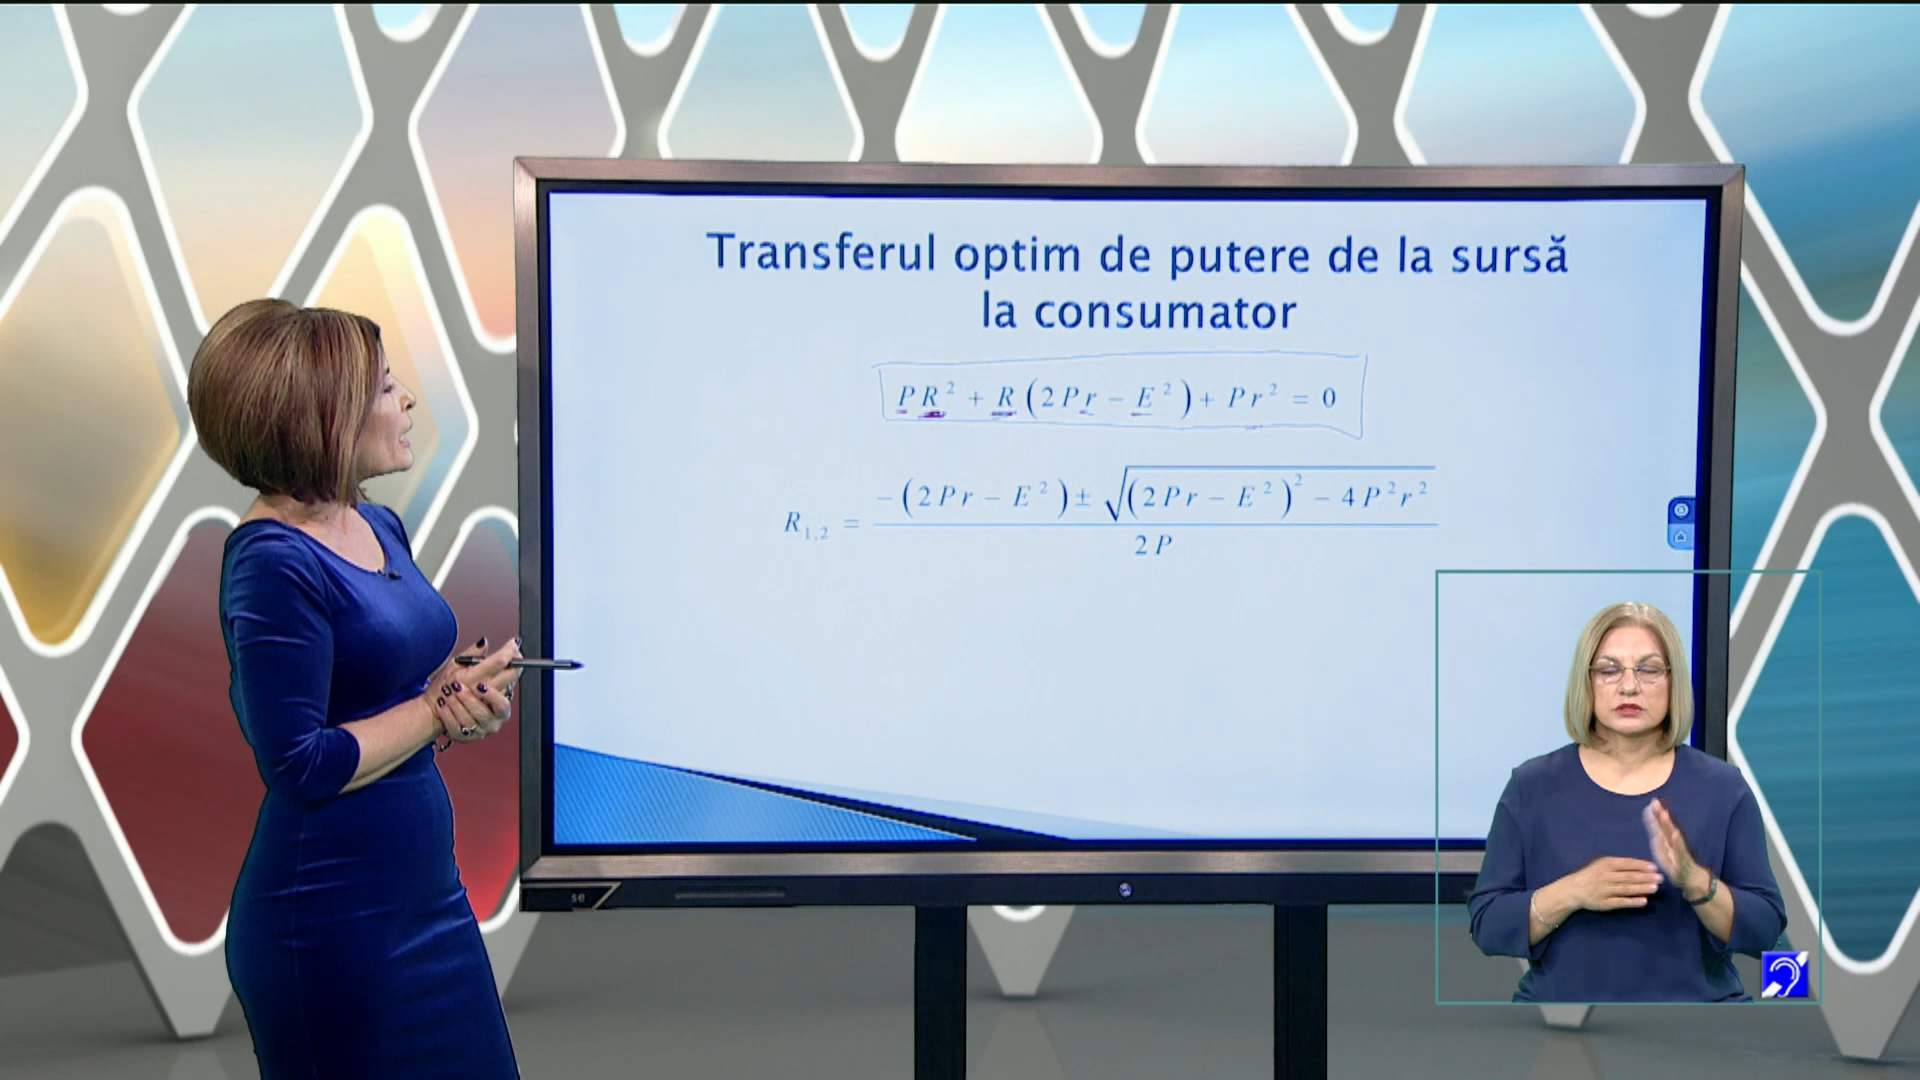 Transferul optim de putere de la sursă
la consumator
PR² + R(2Pr − E²) + Pr² = 0
R₁,₂ = (−(2Pr − E²) ± √((2Pr − E²)² − 4P²r²)) / 2P
se